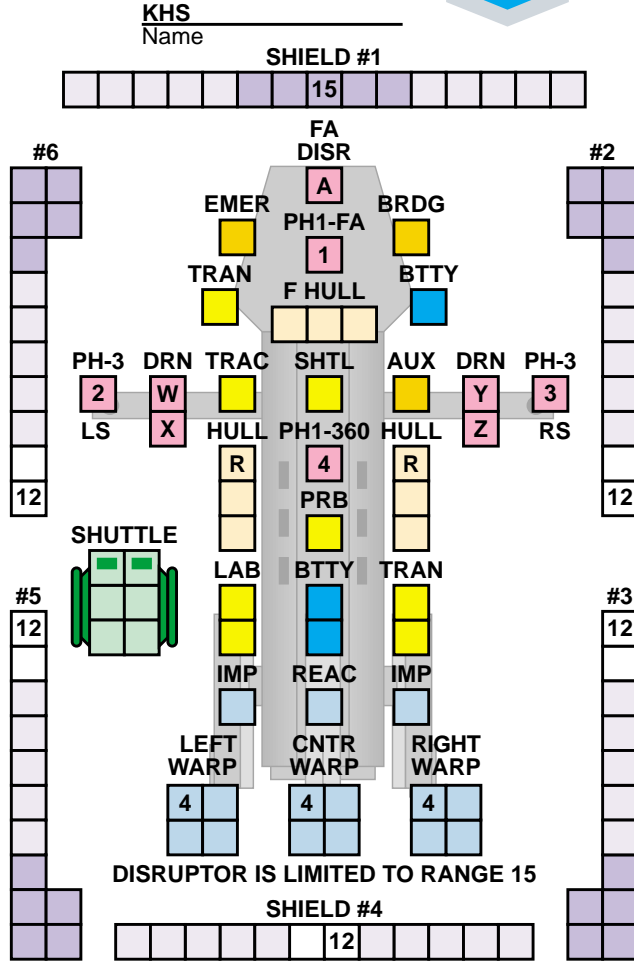 KHS
Name
SHIELD #1
15
#6
FA
DISR
#2
A
EMER
PH1-FA
BRDG
1
TRAN
F HULL
BTTY
PH-3
DRN
TRAC
SHTL
AUX
DRN
PH-3
2
W
Y
3
LS
X
Z
RS
HULL
PH1-360
HULL
R
4
R
12
PRB
12
SHUTTLE
LAB
BTTY
TRAN
#5
#3
12
12
IMP
REAC
IMP
LEFT
WARP
CNTR
WARP
RIGHT
WARP
4
4
4
DISRUPTOR IS LIMITED TO RANGE 15
SHIELD #4
12